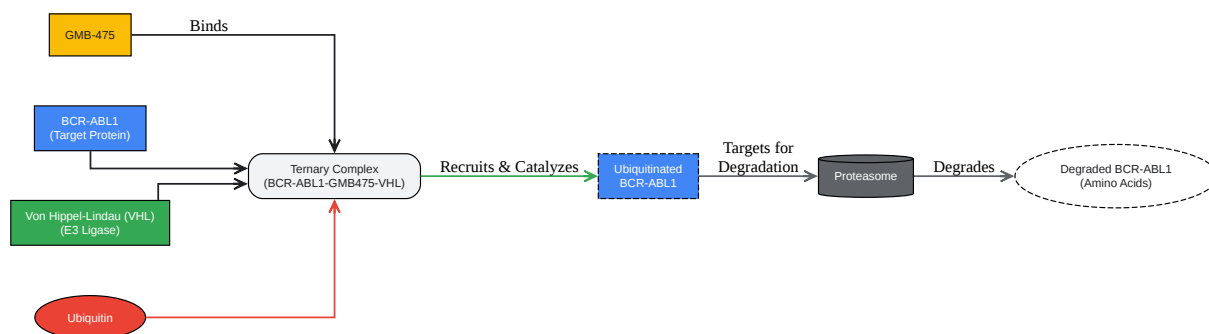 GMB-475
Binds
BCR-ABL1
(Target Protein)
Ternary Complex
(BCR-ABL1-GMB475-VHL)
Recruits & Catalyzes
Ubiquitinated
BCR-ABL1
Targets for
Degradation
Proteasome
Degrades
Degraded BCR-ABL1
(Amino Acids)
Von Hippel-Lindau (VHL)
(E3 Ligase)
Ubiquitin